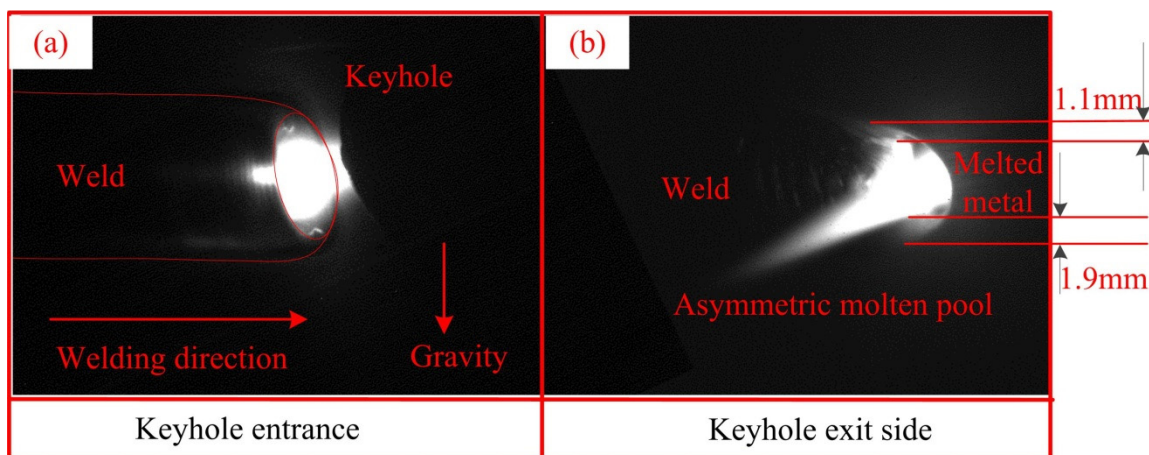 (a)
Keyhole
Weld
Welding direction
Gravity
Keyhole entrance
(b)
1.1mm
Weld
Melted
metal
1.9mm
Asymmetric molten pool
Keyhole exit side